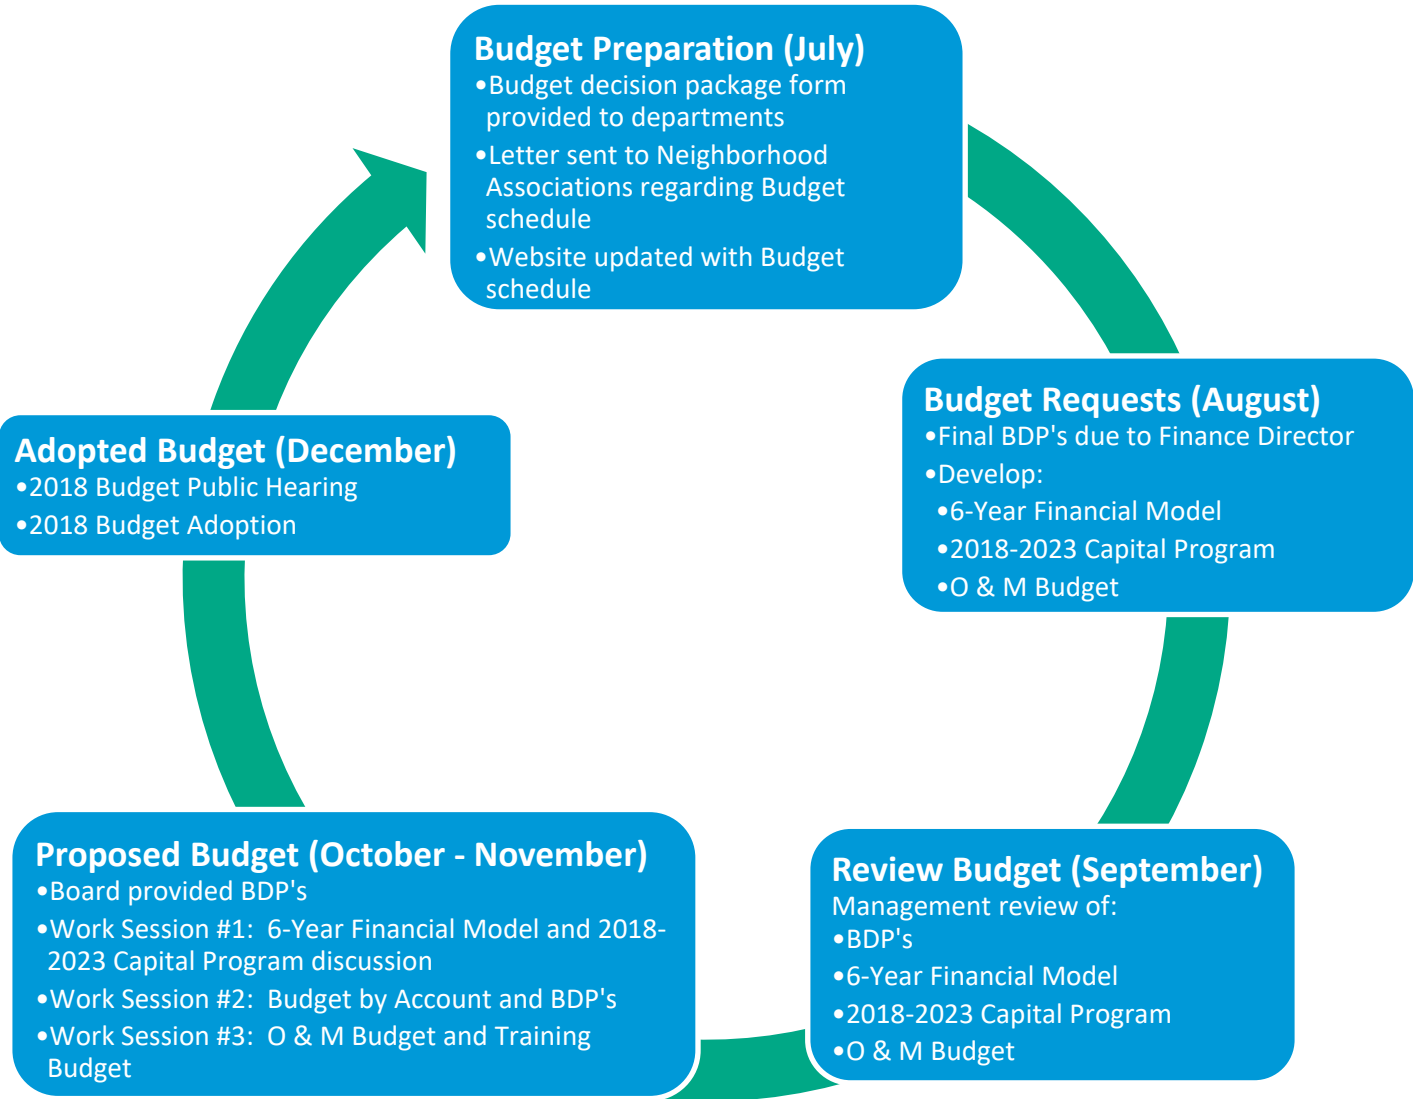 Budget Preparation (July)
•Budget decision package form
provided to departments
•Letter sent to Neighborhood
Associations regarding Budget
schedule
•Website updated with Budget
schedule
Budget Requests (August)
•Final BDP's due to Finance Director
•Develop:
•6-Year Financial Model
•2018-2023 Capital Program
•O & M Budget
Review Budget (September)
Management review of:
•BDP's
•6-Year Financial Model
•2018-2023 Capital Program
•O & M Budget
Proposed Budget (October - November)
•Board provided BDP's
•Work Session #1:  6-Year Financial Model and 2018-
2023 Capital Program discussion
•Work Session #2:  Budget by Account and BDP's
•Work Session #3:  O & M Budget and Training
Budget
Adopted Budget (December)
•2018 Budget Public Hearing
•2018 Budget Adoption